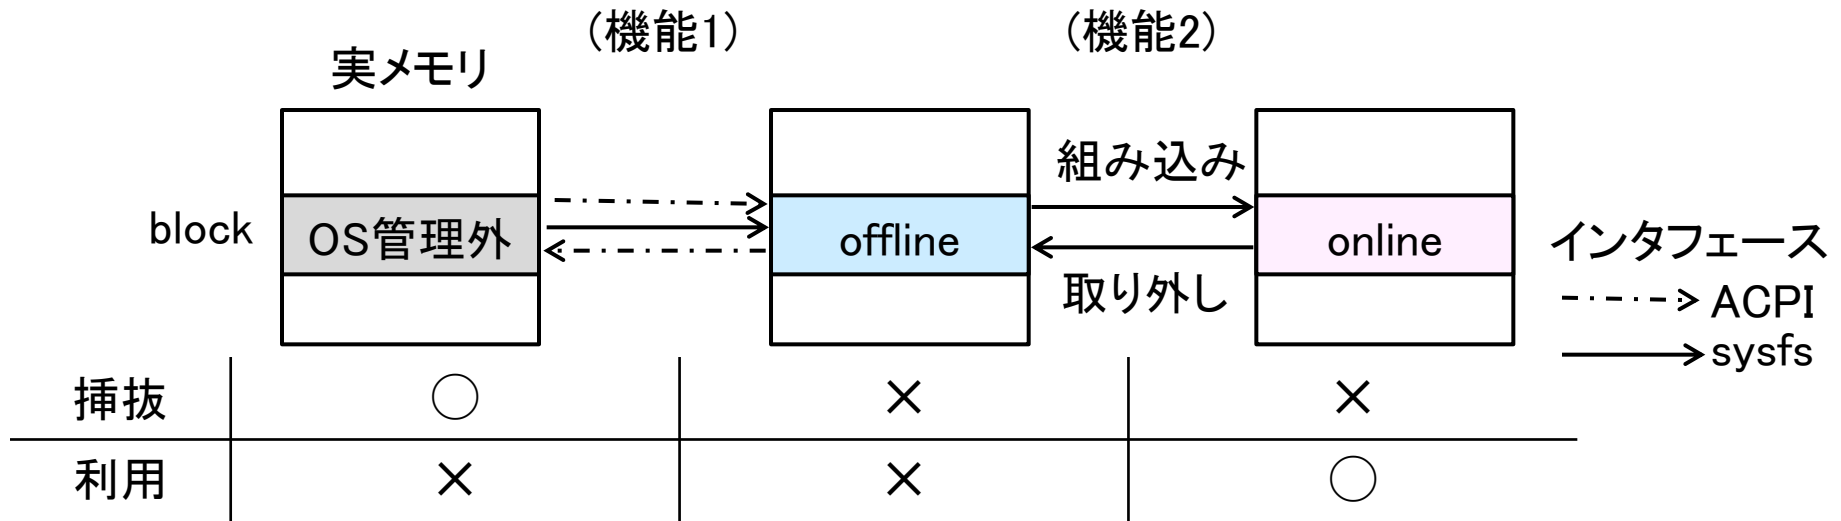 (機能1)
(機能2)
実メモリ
組み込み
block
OS管理外
offline
online
インタフェース
取り外し
ACPI
sysfs
挿抜 ○ × ×
利用 × × ○